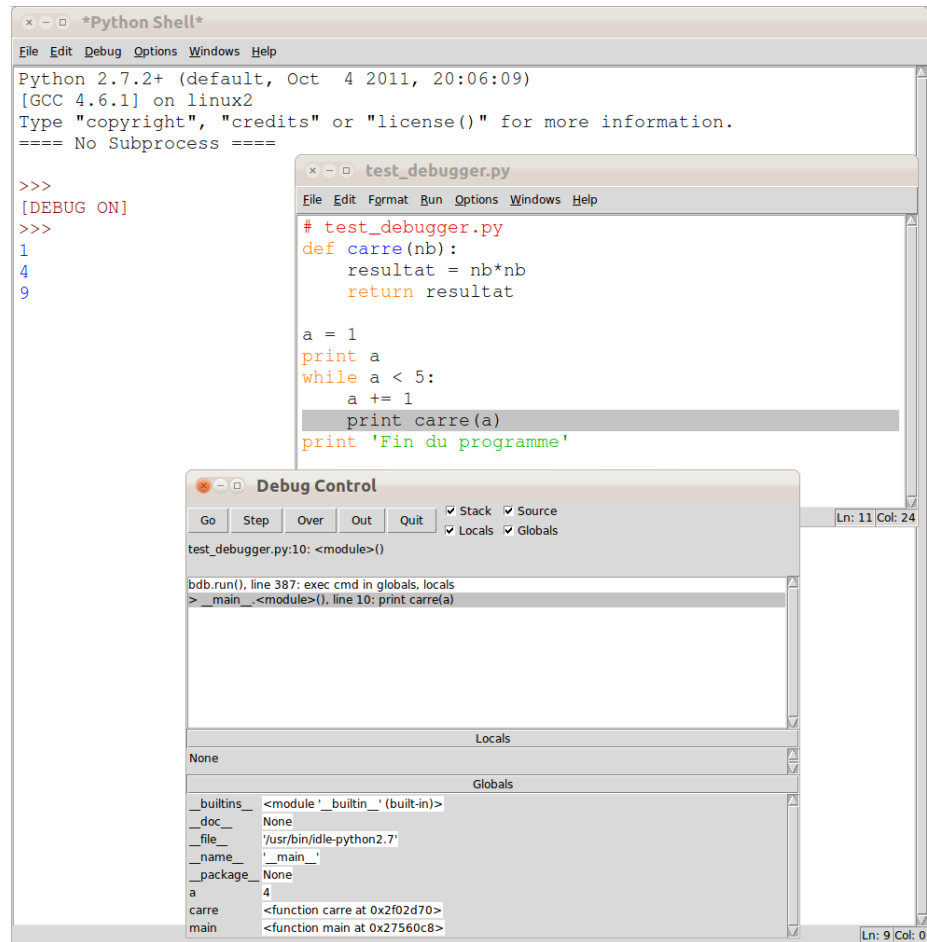 *Python Shell*
File Edit Debug Options Windows Help
Python 2.7.2+ (default, Oct  4 2011, 20:06:09)
[GCC 4.6.1] on linux2
Type "copyright", "credits" or "license()" for more information.
==== No Subprocess ====
>>>
[DEBUG ON]
>>>
1
4
9
test_debugger.py
File Edit Format Run Options Windows Help
# test_debugger.py
def carre(nb):
    resultat = nb*nb
    return resultat
a = 1
print a
while a < 5:
    a += 1
    print carre(a)
print 'Fin du programme'
Ln: 11 Col: 24
Debug Control
Go Step Over Out Quit Stack Source
Locals Globals
test_debugger.py:10: <module>()
bdb.run(), line 387: exec cmd in globals, locals
> __main__.<module>(), line 10: print carre(a)
Locals
None
Globals
__builtins__ <module '__builtin__' (built-in)>
__doc__ None
__file__ '/usr/bin/idle-python2.7'
__name__ '__main__'
__package__ None
a 4
carre <function carre at 0x2f02d70>
main <function main at 0x27560c8>
Ln: 9 Col: 0